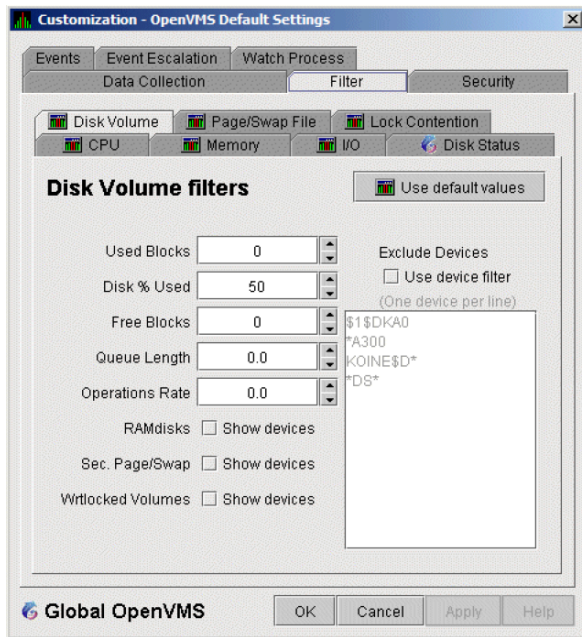 Customization - OpenVMS Default Settings
Events Event Escalation Watch Process
Data Collection Filter Security
Disk Volume Page/Swap File Lock Contention
CPU Memory I/O Disk Status
Disk Volume filters
Use default values
Used Blocks 0
Disk % Used 50
Free Blocks 0
Queue Length 0.0
Operations Rate 0.0
RAMdisks Show devices
Sec. Page/Swap Show devices
Wrtlocked Volumes Show devices
Exclude Devices
Use device filter
(One device per line)
$1$DKA0
*A300
KOINE$D*
*DS*
Global OpenVMS
OK Cancel Apply Help